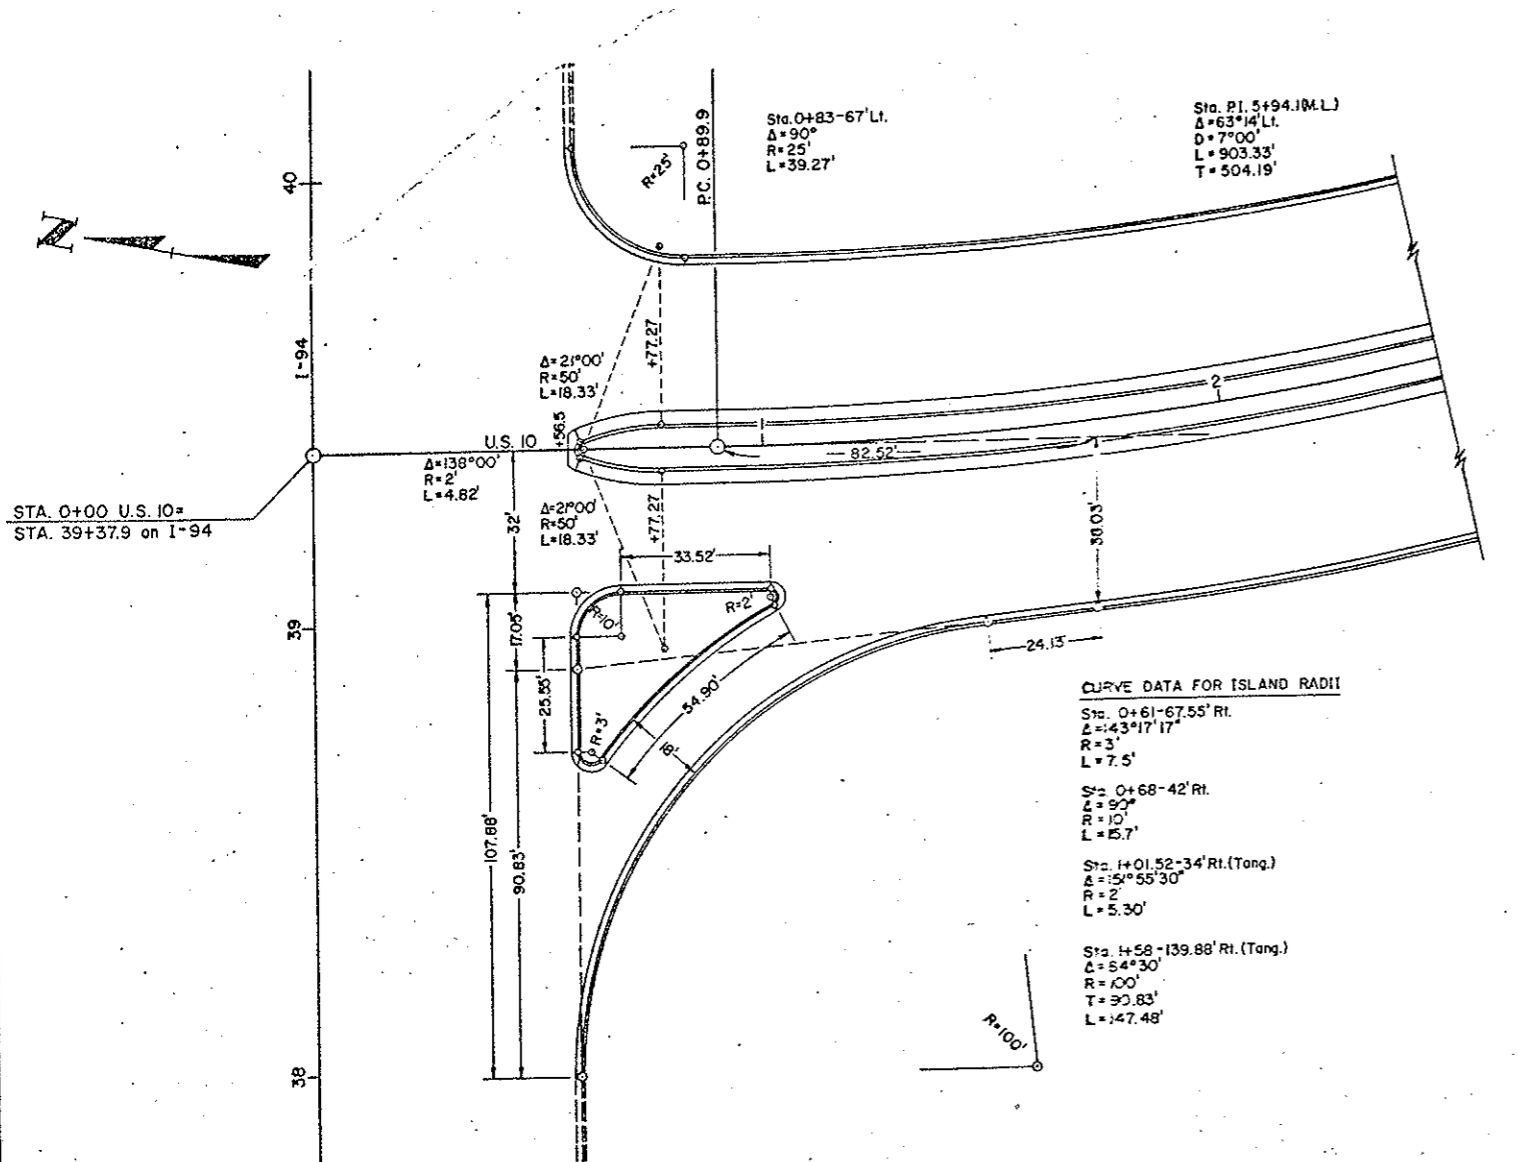 Sta. 0+83-67' Lt.
Δ=90°
R=25'
L=39.27'
Sta. P.I. 5+94.1(M.L.)
Δ=63°14' Lt.
D=7°00'
L=903.33'
T=504.19'
R=25'
P.C. 0+89.9
40
N
I-94
Δ=21°00'
R=50'
L=18.33'
+77.27
+56.5
U.S. 10
1
2
82.52'
Δ=138°00'
R=2'
L=4.82'
STA. 0+00 U.S. 10=
STA. 39+37.9 on I-94
32'
Δ=21°00'
R=50'
L=18.33'
+77.27
33.52'
38.03'
R=10'
R=2'
39
17.05'
24.13'
25.55'
54.90'
R=3'
16'
107.88'
90.83'
38
CURVE DATA FOR ISLAND RADII
Sta. 0+61-67.55' Rt.
Δ=143°17'17"
R=3'
L=7.5'
Sta. 0+68-42' Rt.
Δ=90°
R=10'
L=15.7'
Sta. 1+01.52-34' Rt.(Tang.)
Δ=151°55'30"
R=2'
L=5.30'
Sta. 1+58-139.88' Rt.(Tang.)
Δ=84°30'
R=100'
T=90.83'
L=147.48'
R=100'